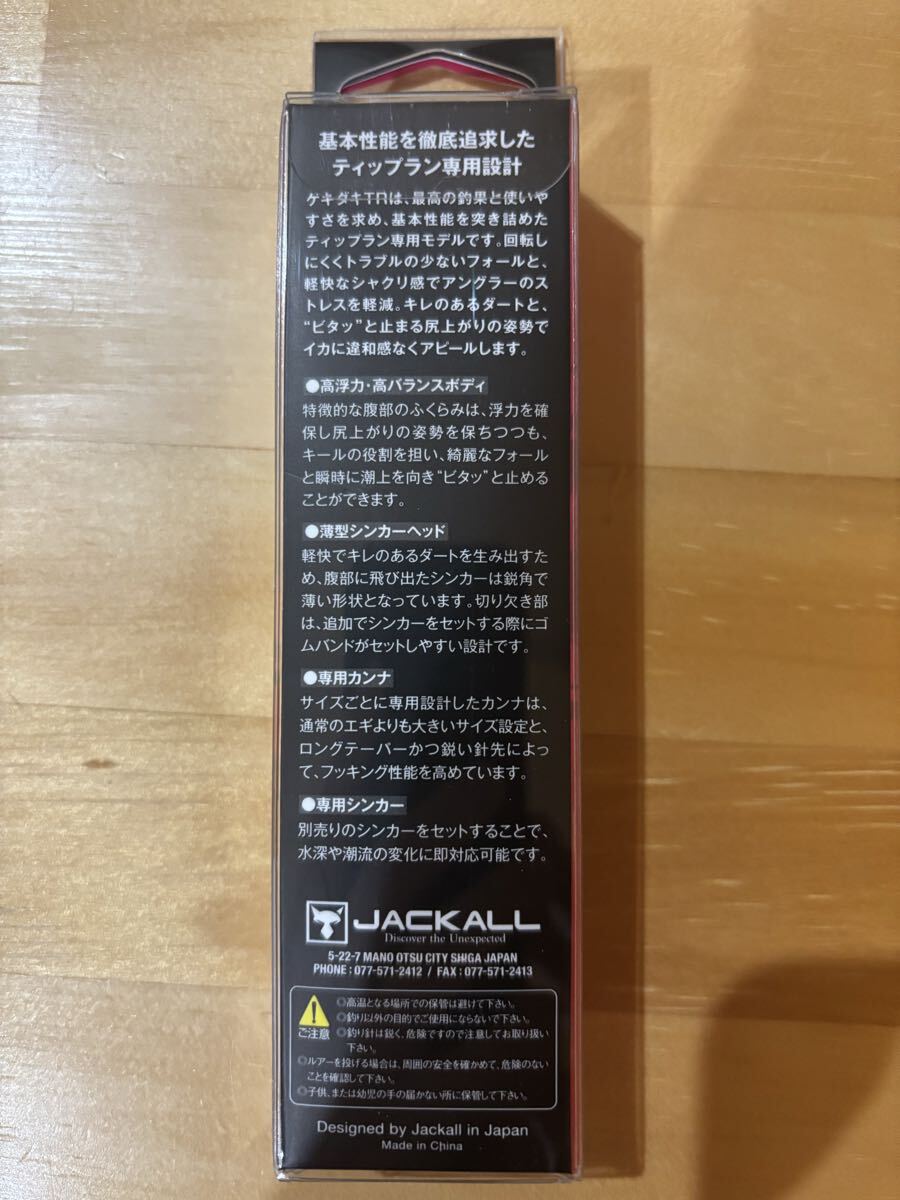 基本性能を徹底追求した
ティップラン専用設計
ゲキダキTRは、最高の釣果と使いや
すさを求め、基本性能を突き詰めた
ティップラン専用モデルです。回転し
にくくトラブルの少ないフォールと、
軽快なシャクリ感でアングラーのス
トレスを軽減。キレのあるダートと、
“ビタッ”と止まる尻上がりの姿勢で
イカに違和感なくアピールします。
●高浮力・高バランスボディ
特徴的な腹部のふくらみは、浮力を確
保し尻上がりの姿勢を保ちつつも、
キールの役割を担い、綺麗なフォール
と瞬時に潮上を向き“ビタッ”と止める
ことができます。
●薄型シンカーヘッド
軽快でキレのあるダートを生み出すた
め、腹部に飛び出たシンカーは鋭角で
薄い形状となっています。切り欠き部
は、追加でシンカーをセットする際にゴ
ムバンドがセットしやすい設計です。
●専用カンナ
サイズごとに専用設計したカンナは、
通常のエギよりも大きいサイズ設定と、
ロングテーパーかつ鋭い針先によっ
て、フッキング性能を高めています。
●専用シンカー
別売りのシンカーをセットすることで、
水深や潮流の変化に即対応可能です。
JACKALL
Discover the Unexpected
5-22-7 MANO OTSU CITY SHIGA JAPAN
PHONE : 077-571-2412 / FAX : 077-571-2413
ご注意
◎高温となる場所での保管は避けて下さい。
◎釣り以外の目的でご使用にならないで下さい。
◎釣り針は鋭く、危険ですので注意してお取り扱い
下さい。
◎ルアーを投げる場合は、周囲の安全を確かめて、危険のない
ことを確認して下さい。
◎子供、または幼児の手の届かない所に保管して下さい。
Designed by Jackall in Japan
Made in China